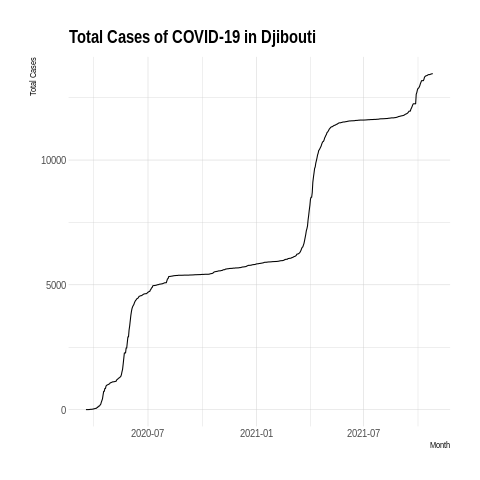 Total Cases of COVID-19 in Djibouti
Total Cases
10000
5000
0
2020-07 2021-01 2021-07
Month